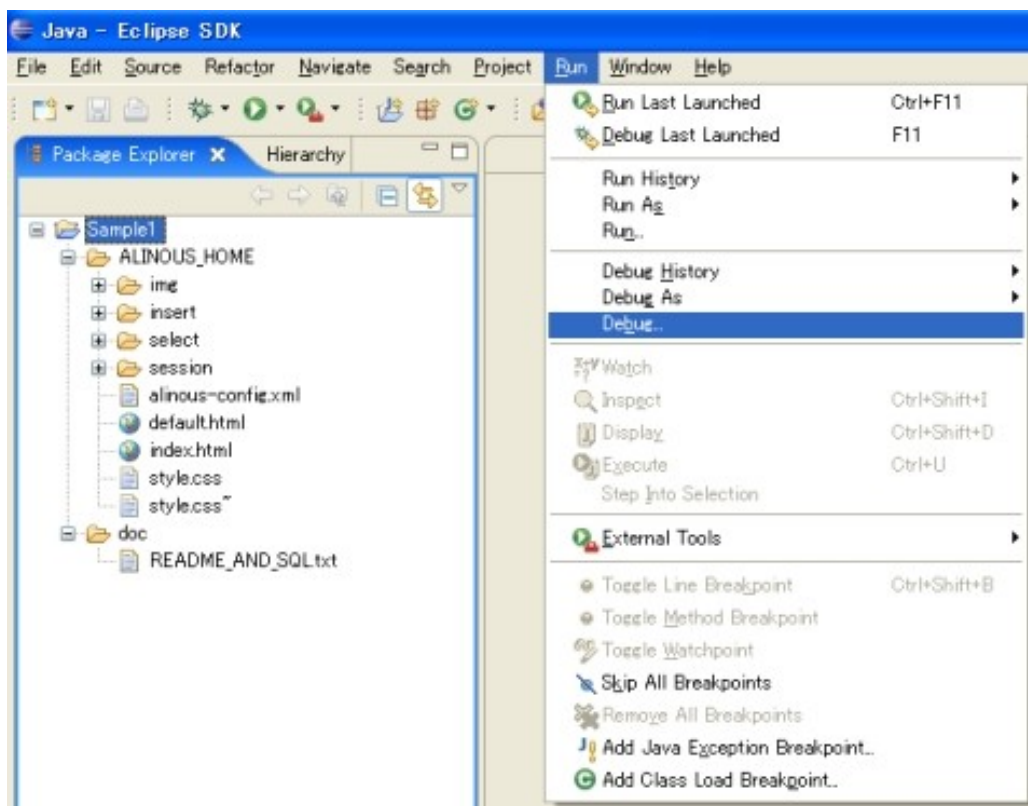 Java - Eclipse SDK
File Edit Source Refactor Navigate Search Project Run Window Help
Package Explorer Hierarchy
Sample1
ALINOUS_HOME
img
insert
select
session
alinous-config.xml
default.html
index.html
style.css
style.css~
doc
README_AND_SQL.txt
Run Last Launched Ctrl+F11
Debug Last Launched F11
Run History
Run As
Run...
Debug History
Debug As
Debug...
Watch
Inspect Ctrl+Shift+I
Display Ctrl+Shift+D
Execute Ctrl+U
Step Into Selection
External Tools
Toggle Line Breakpoint Ctrl+Shift+B
Toggle Method Breakpoint
Toggle Watchpoint
Skip All Breakpoints
Remove All Breakpoints
Add Java Exception Breakpoint...
Add Class Load Breakpoint...